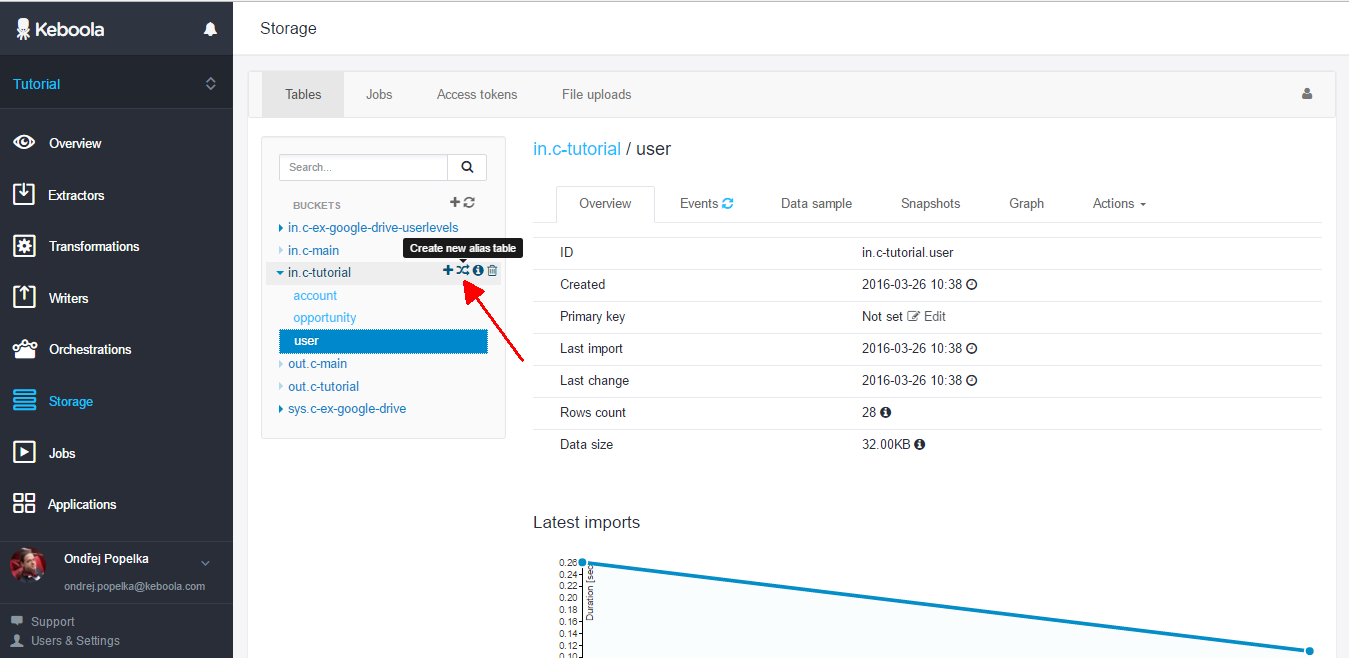 Keboola
Tutorial
Overview
Extractors
Transformations
Writers
Orchestrations
Storage
Jobs
Applications
Ondřej Popelka
ondrej.popelka@keboola.com
Support
Users & Settings
Storage
Tables Jobs Access tokens File uploads
Search...
BUCKETS
in.c-ex-google-drive-userlevels
in.c-main
Create new alias table
in.c-tutorial
account
opportunity
user
out.c-main
out.c-tutorial
sys.c-ex-google-drive
in.c-tutorial / user
Overview Events Data sample Snapshots Graph Actions
ID in.c-tutorial.user
Created 2016-03-26 10:38
Primary key Not set Edit
Last import 2016-03-26 10:38
Last change 2016-03-26 10:38
Rows count 28
Data size 32.00KB
Latest imports
0.26
0.24
0.22
0.20
0.18
0.16
0.14
0.12
0.10
Duration [sec